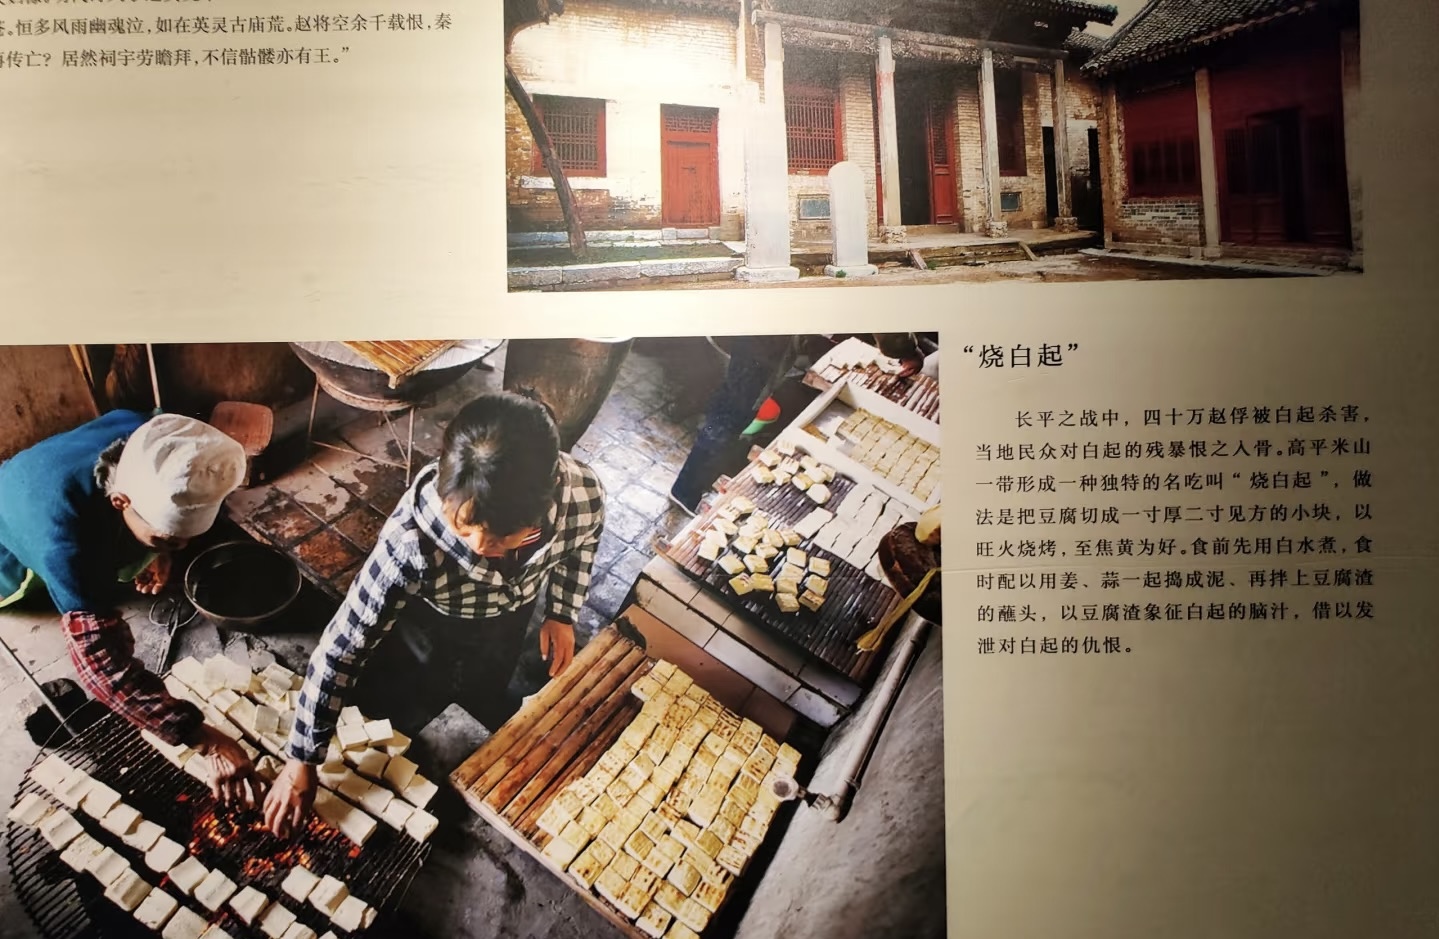 恒多风雨幽魂泣，如在英灵古庙荒。赵将空余千载恨，秦
传亡？居然祠宇劳瞻拜，不信骷髅亦有王。”
“烧白起”
长平之战中，四十万赵俘被白起杀害，
当地民众对白起的残暴恨之入骨。高平米山
一带形成一种独特的名吃叫“烧白起”，做
法是把豆腐切成一寸厚二寸见方的小块，以
旺火烧烤，至焦黄为好。食前先用白水煮，食
时配以用姜、蒜一起捣成泥、再拌上豆腐渣
的蘸头，以豆腐渣象征白起的脑汁，借以发
泄对白起的仇恨。